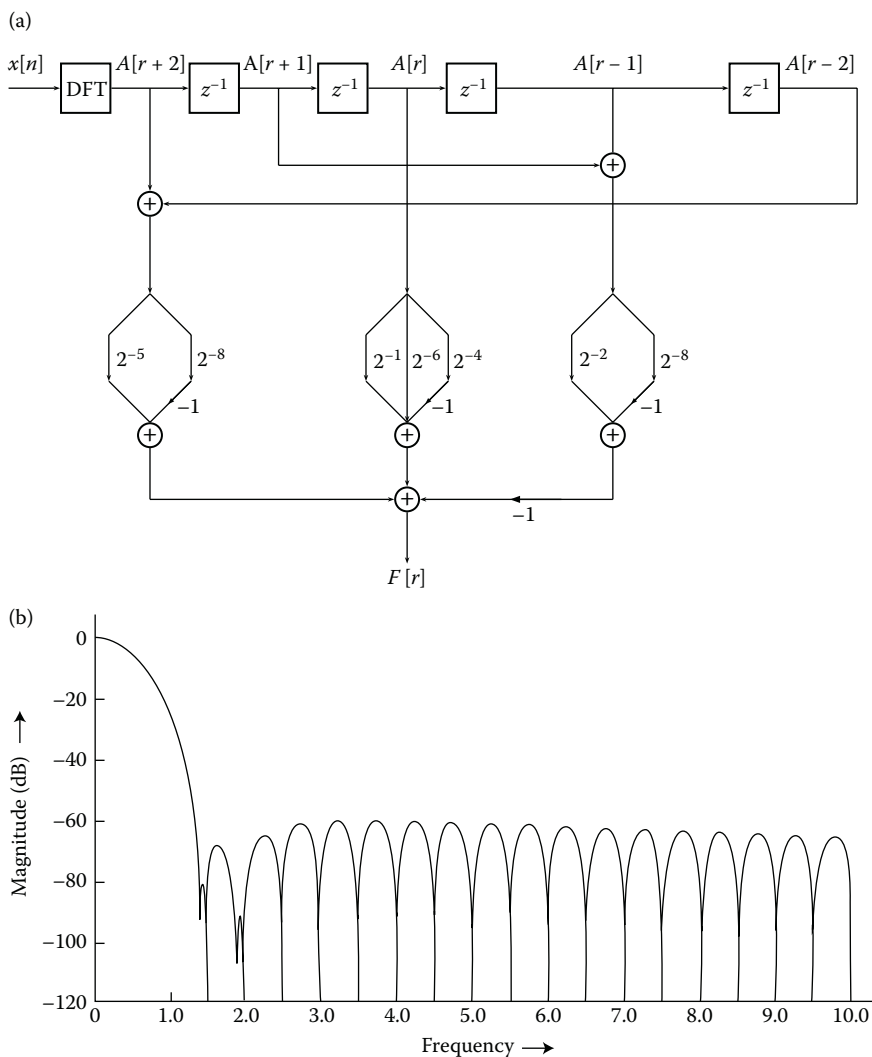 (a)
x[n] A[r + 2] A[r + 1] A[r] A[r − 1] A[r − 2]
DFT z⁻¹ z⁻¹ z⁻¹ z⁻¹
+
+
2⁻⁵ 2⁻⁸ 2⁻¹ 2⁻⁶ 2⁻⁴ 2⁻² 2⁻⁸
−1 −1 −1
+ + +
+
−1
F[r]
(b)
0
−20
−40
−60
−80
−100
−120
Magnitude (dB)
0 1.0 2.0 3.0 4.0 5.0 6.0 7.0 8.0 9.0 10.0
Frequency